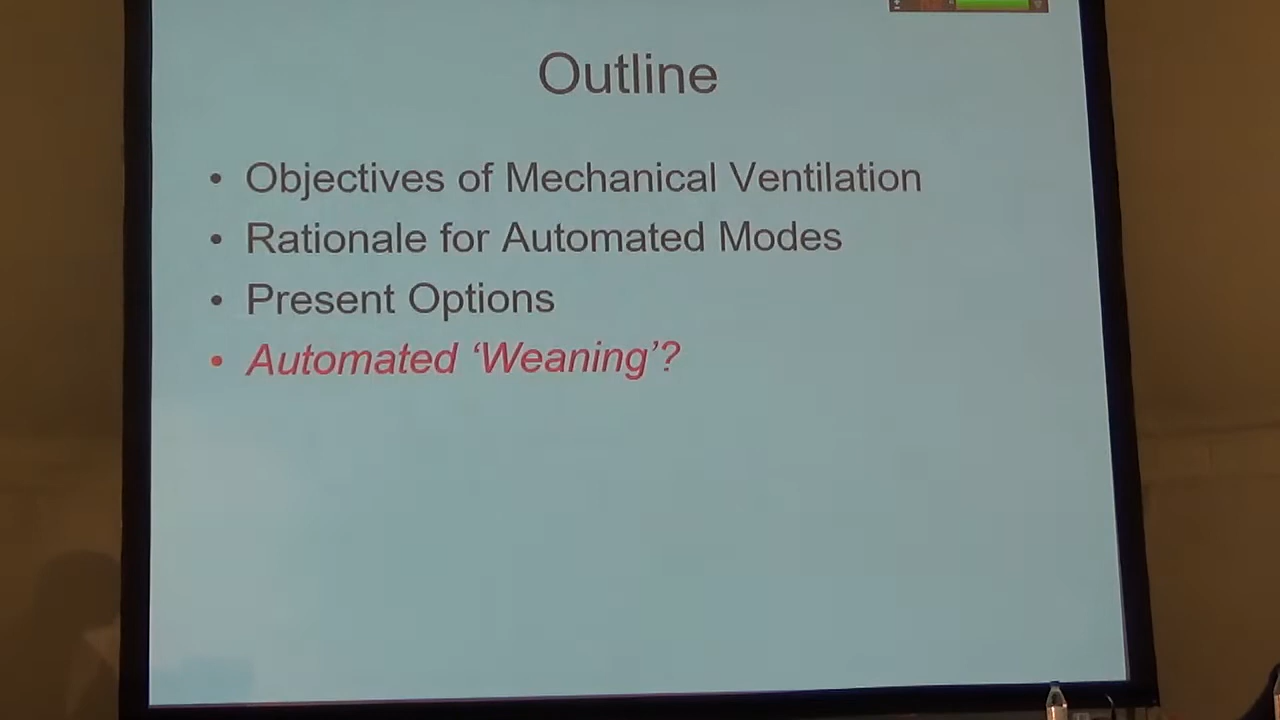 Outline
• Objectives of Mechanical Ventilation
• Rationale for Automated Modes
• Present Options
• Automated ‘Weaning’?